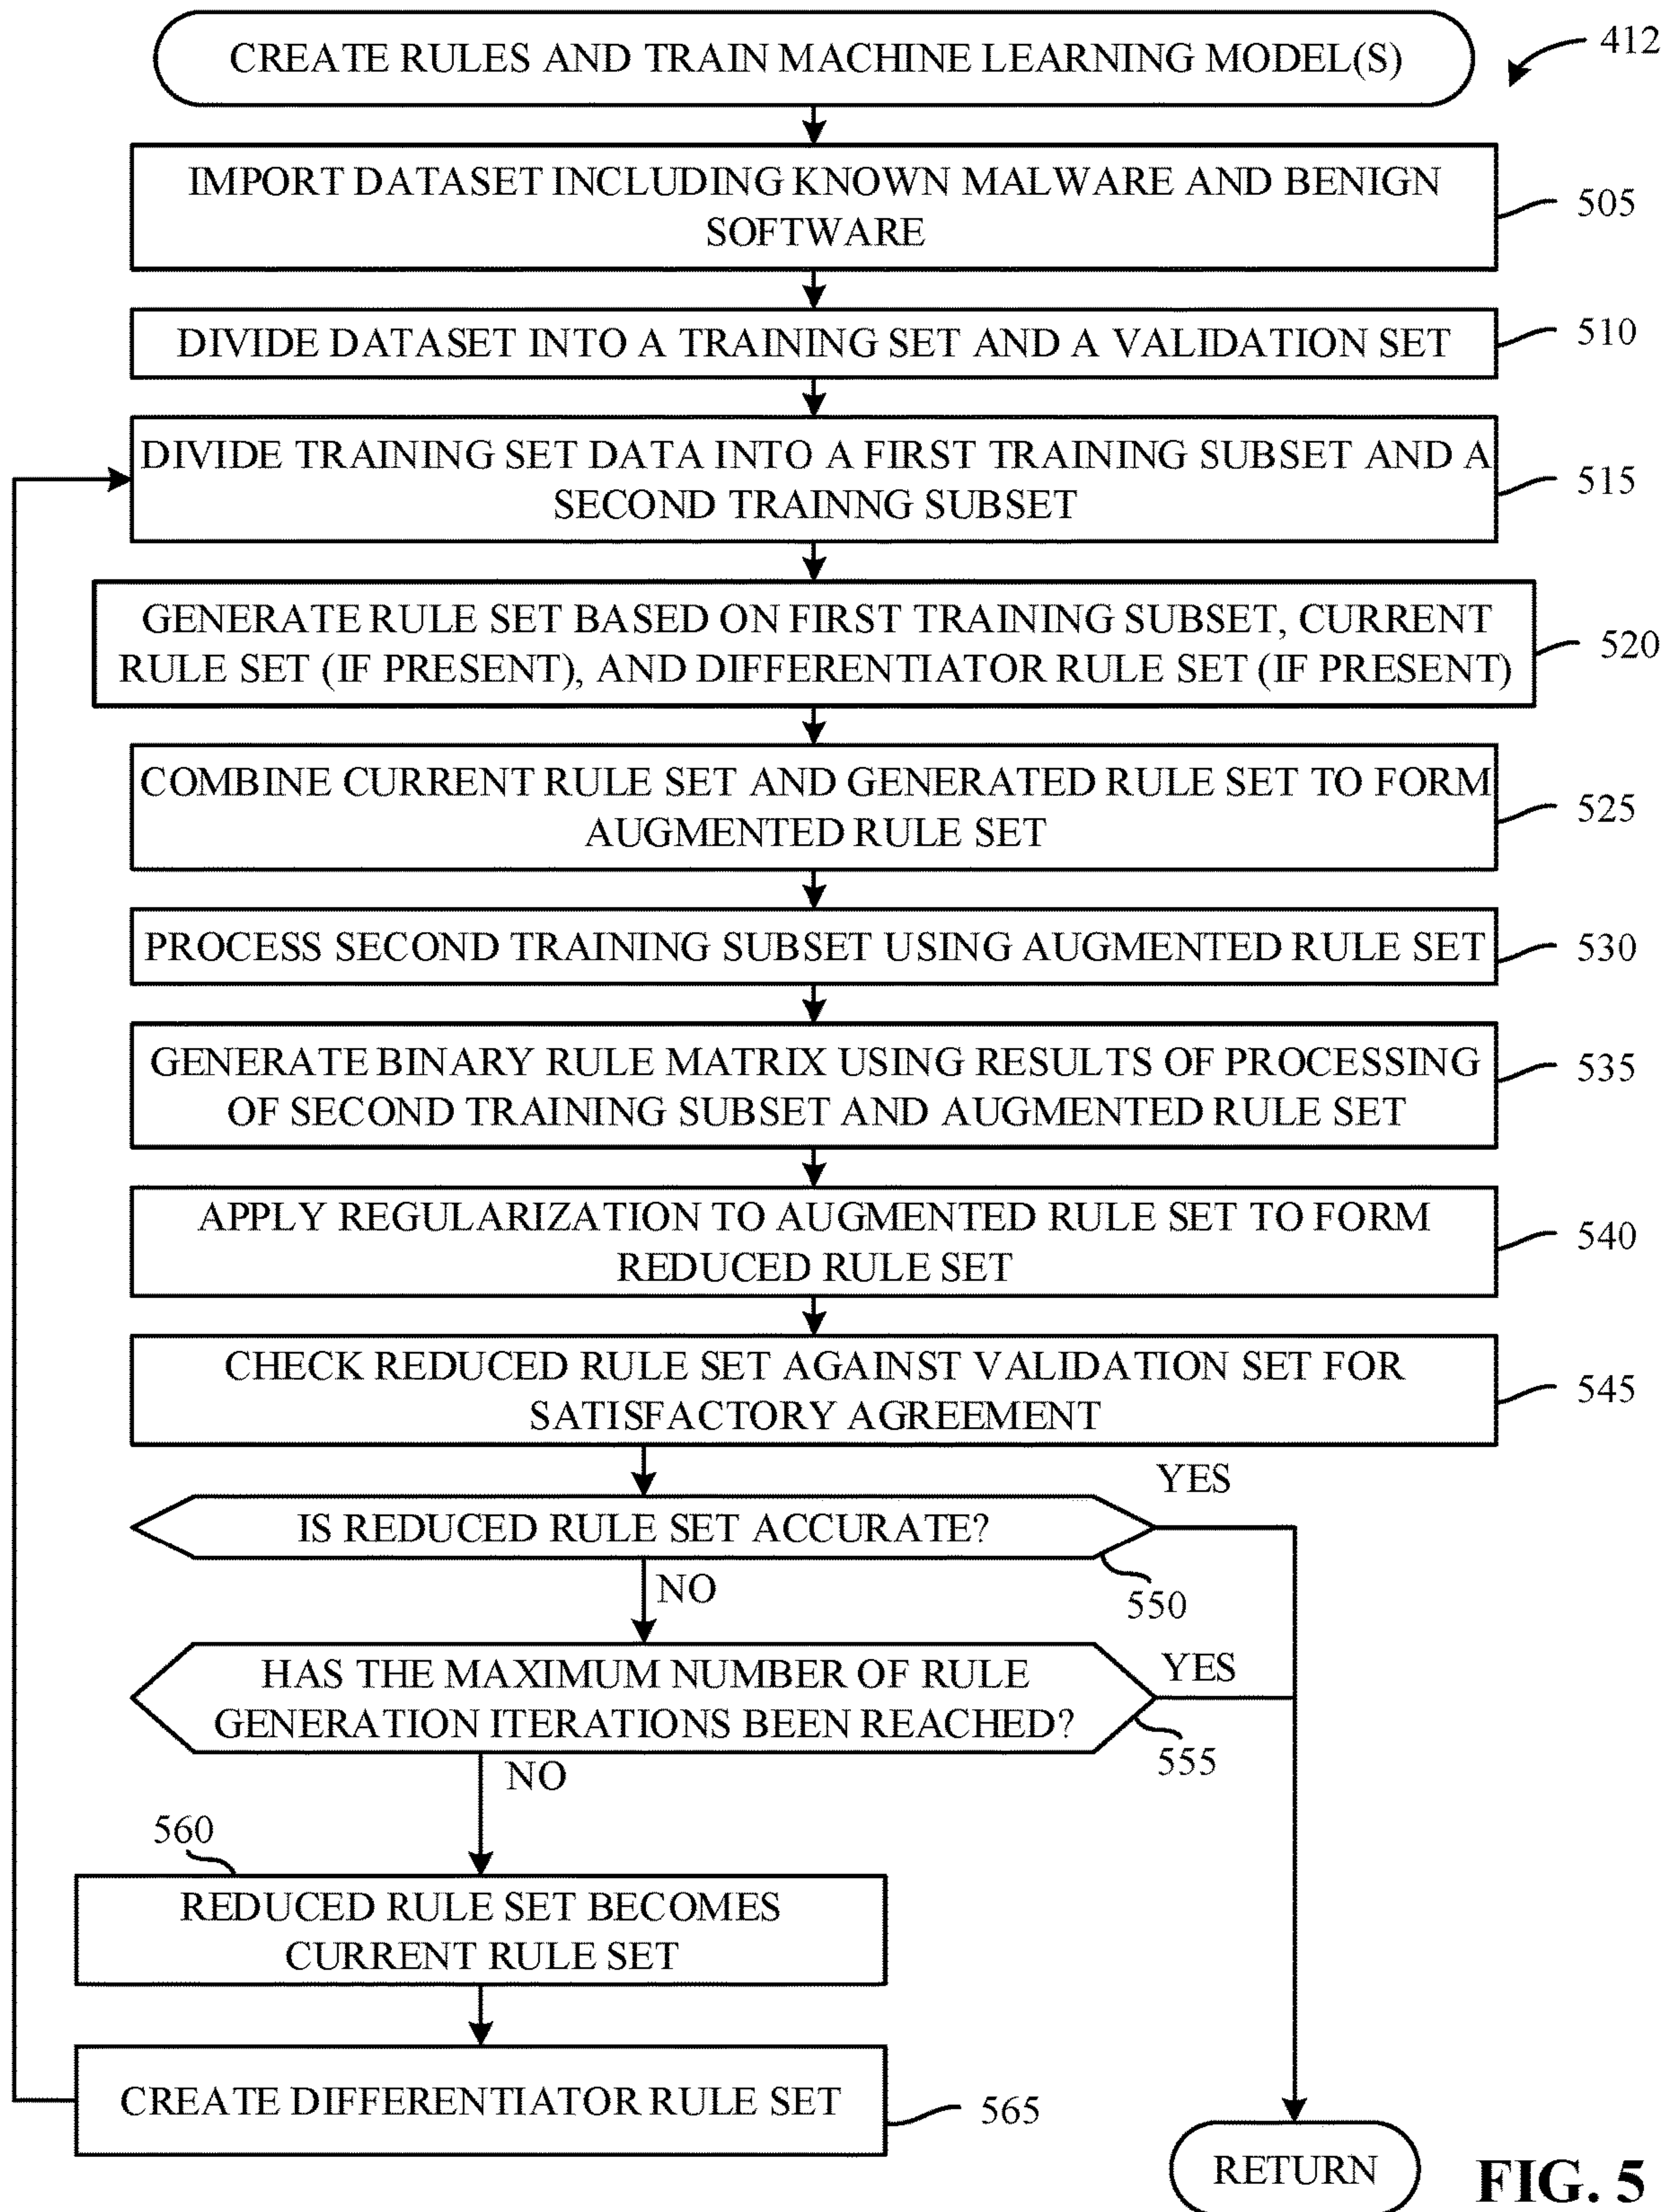 CREATE RULES AND TRAIN MACHINE LEARNING MODEL(S)
412
IMPORT DATASET INCLUDING KNOWN MALWARE AND BENIGN
SOFTWARE
505
DIVIDE DATASET INTO A TRAINING SET AND A VALIDATION SET
510
DIVIDE TRAINING SET DATA INTO A FIRST TRAINING SUBSET AND A
SECOND TRAINNG SUBSET
515
GENERATE RULE SET BASED ON FIRST TRAINING SUBSET, CURRENT
RULE SET (IF PRESENT), AND DIFFERENTIATOR RULE SET (IF PRESENT)
520
COMBINE CURRENT RULE SET AND GENERATED RULE SET TO FORM
AUGMENTED RULE SET
525
PROCESS SECOND TRAINING SUBSET USING AUGMENTED RULE SET
530
GENERATE BINARY RULE MATRIX USING RESULTS OF PROCESSING
OF SECOND TRAINING SUBSET AND AUGMENTED RULE SET
535
APPLY REGULARIZATION TO AUGMENTED RULE SET TO FORM
REDUCED RULE SET
540
CHECK REDUCED RULE SET AGAINST VALIDATION SET FOR
SATISFACTORY AGREEMENT
545
YES
IS REDUCED RULE SET ACCURATE?
550
NO
HAS THE MAXIMUM NUMBER OF RULE
GENERATION ITERATIONS BEEN REACHED?
YES
555
NO
560
REDUCED RULE SET BECOMES
CURRENT RULE SET
CREATE DIFFERENTIATOR RULE SET
565
RETURN
FIG. 5